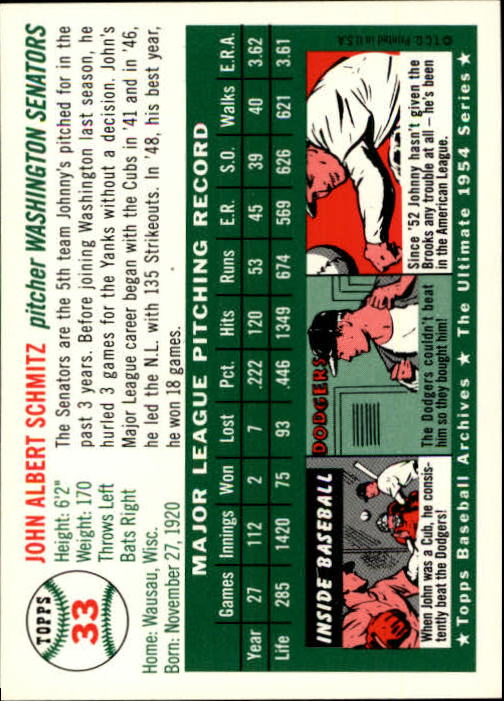 TOPPS
33
JOHN ALBERT SCHMITZ pitcher WASHINGTON SENATORS
Height: 6'2"
Weight: 170
Throws Left
Bats Right
Home: Wausau, Wisc.
Born: November 27, 1920
The Senators are the 5th team Johnny's pitched for in the
past 3 years. Before joining Washington last season, he
hurled 3 games for the Yanks without a decision. John's
Major League career began with the Cubs in '41 and in '46,
he led the N.L. with 135 Strikeouts. In '48, his best year,
he won 18 games.
MAJOR LEAGUE PITCHING RECORD
Games Innings Won Lost Pct. Hits Runs E.R. S.O. Walks E.R.A.
Year 27 112 2 7 .222 120 53 45 39 40 3.62
Life 285 1420 75 93 .446 1349 674 569 626 621 3.61
INSIDE BASEBALL
When John was a Cub, he consis-
tently beat the Dodgers!
DODGERS
The Dodgers couldn't beat
him so they bought him!
Since '52 Johnny hasn't given the
Brooks any trouble at all — he's been
in the American League.
© T.C.G. Printed in U.S.A.
★ Topps Baseball Archives ★ The Ultimate 1954 Series ★